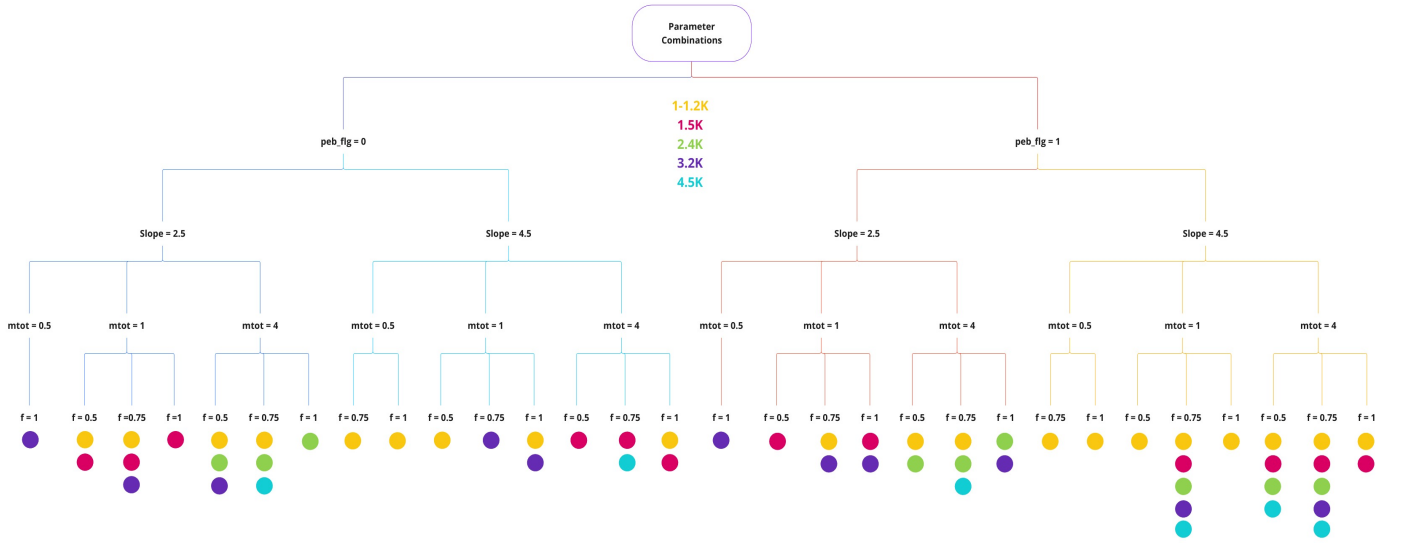 Parameter
Combinations
1-1.2K
1.5K
2.4K
3.2K
4.5K
peb_flg = 0
peb_flg = 1
Slope = 2.5
Slope = 4.5
Slope = 2.5
Slope = 4.5
mtot = 0.5
mtot = 1
mtot = 4
mtot = 0.5
mtot = 1
mtot = 4
mtot = 0.5
mtot = 1
mtot = 4
mtot = 0.5
mtot = 1
mtot = 4
f = 1
f = 0.5
f =0.75
f =1
f = 0.5
f = 0.75
f = 1
f = 0.75
f = 1
f = 0.5
f = 0.75
f = 1
f = 0.5
f = 0.75
f = 1
f = 1
f = 0.5
f = 0.75
f = 1
f = 0.5
f = 0.75
f = 1
f = 0.75
f = 1
f = 0.5
f = 0.75
f = 1
f = 0.5
f = 0.75
f = 1